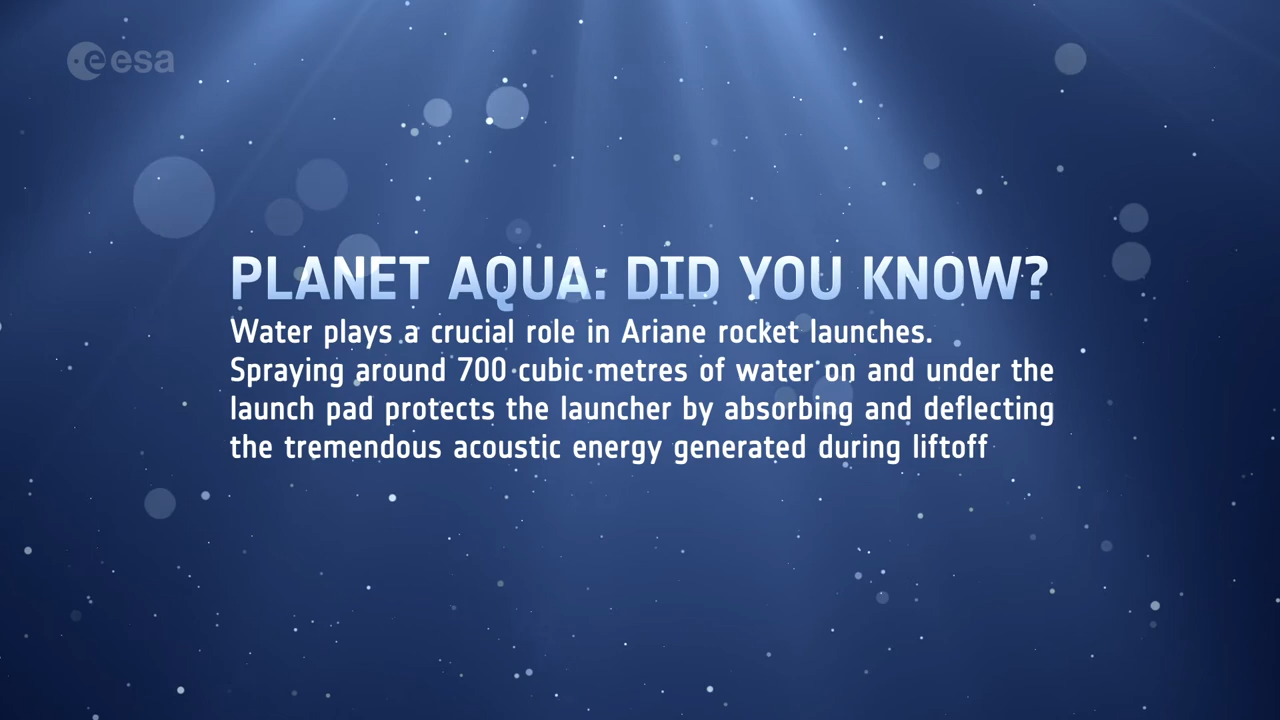 esa
PLANET AQUA: DID YOU KNOW?
Water plays a crucial role in Ariane rocket launches.
Spraying around 700 cubic metres of water on and under the
launch pad protects the launcher by absorbing and deflecting
the tremendous acoustic energy generated during liftoff